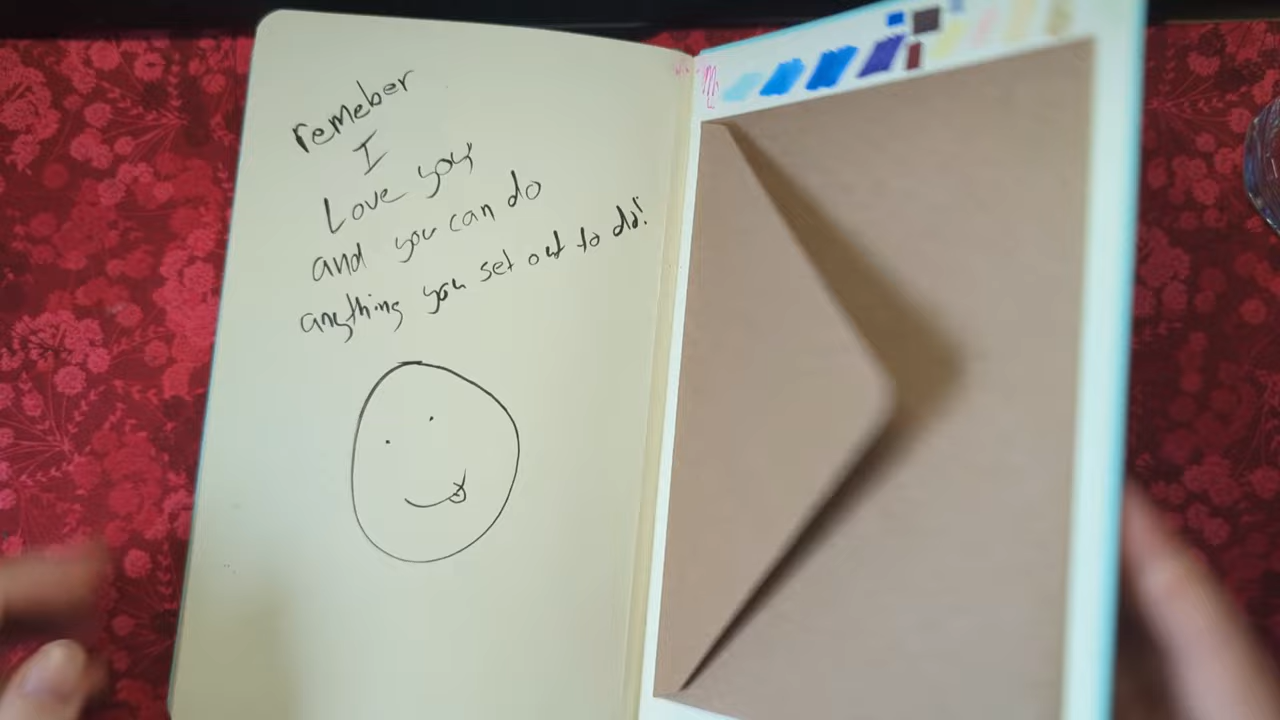 remeber
I
Love you
and you can do
anything you set out to do!